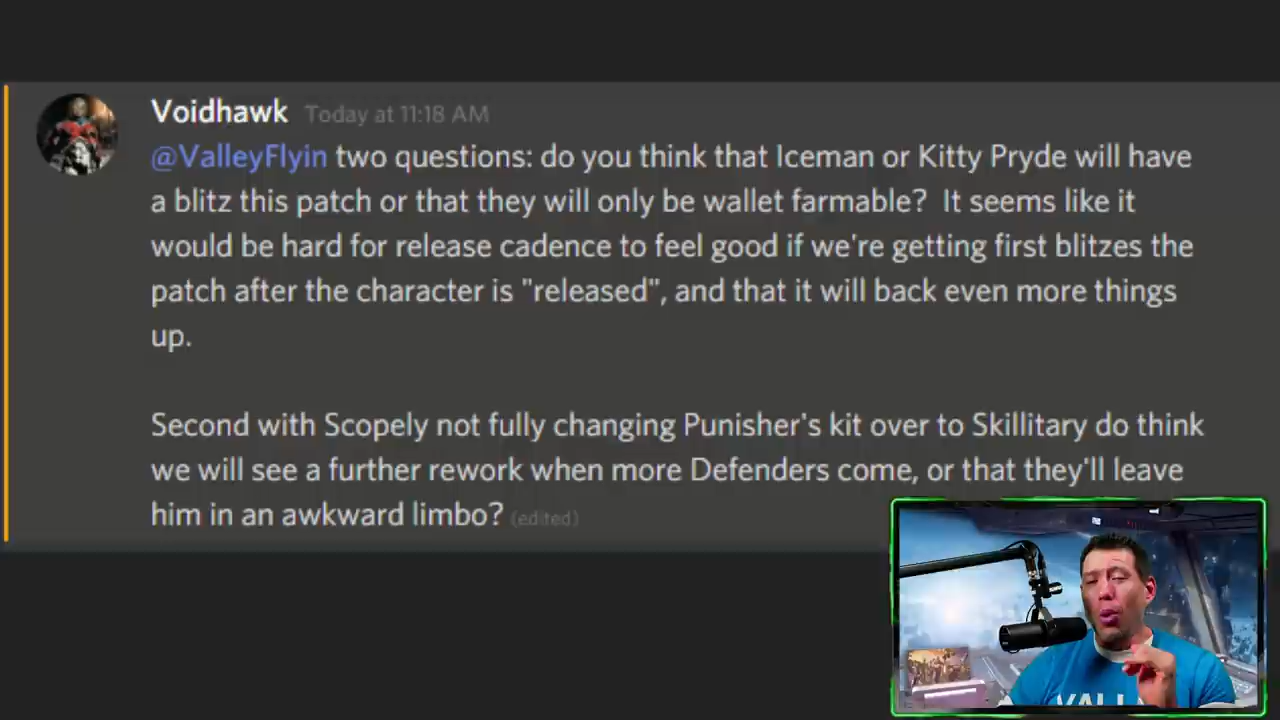 Voidhawk Today at 11:18 AM
@ValleyFlyin two questions: do you think that Iceman or Kitty Pryde will have
a blitz this patch or that they will only be wallet farmable? It seems like it
would be hard for release cadence to feel good if we're getting first blitzes the
patch after the character is "released", and that it will back even more things
up.
Second with Scopely not fully changing Punisher's kit over to Skillitary do think
we will see a further rework when more Defenders come, or that they'll leave
him in an awkward limbo? (edited)